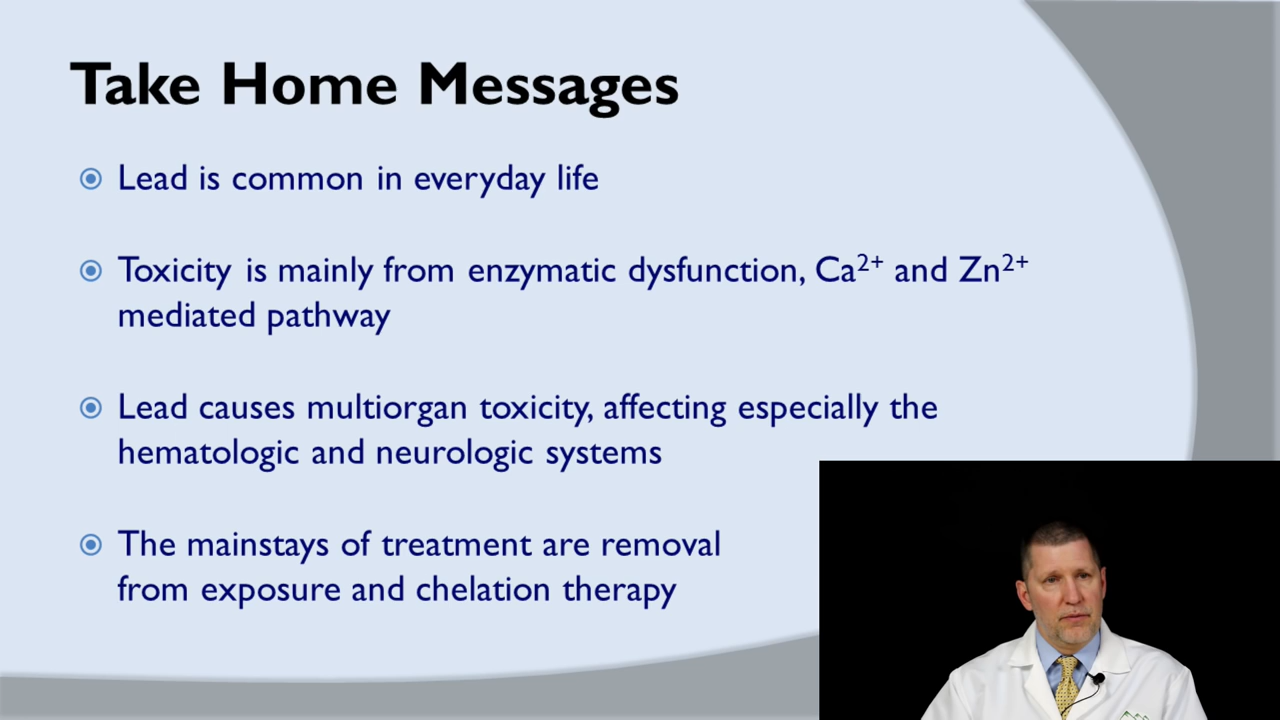 Take Home Messages
Lead is common in everyday life
Toxicity is mainly from enzymatic dysfunction, Ca²⁺ and Zn²⁺
mediated pathway
Lead causes multiorgan toxicity, affecting especially the
hematologic and neurologic systems
The mainstays of treatment are removal
from exposure and chelation therapy